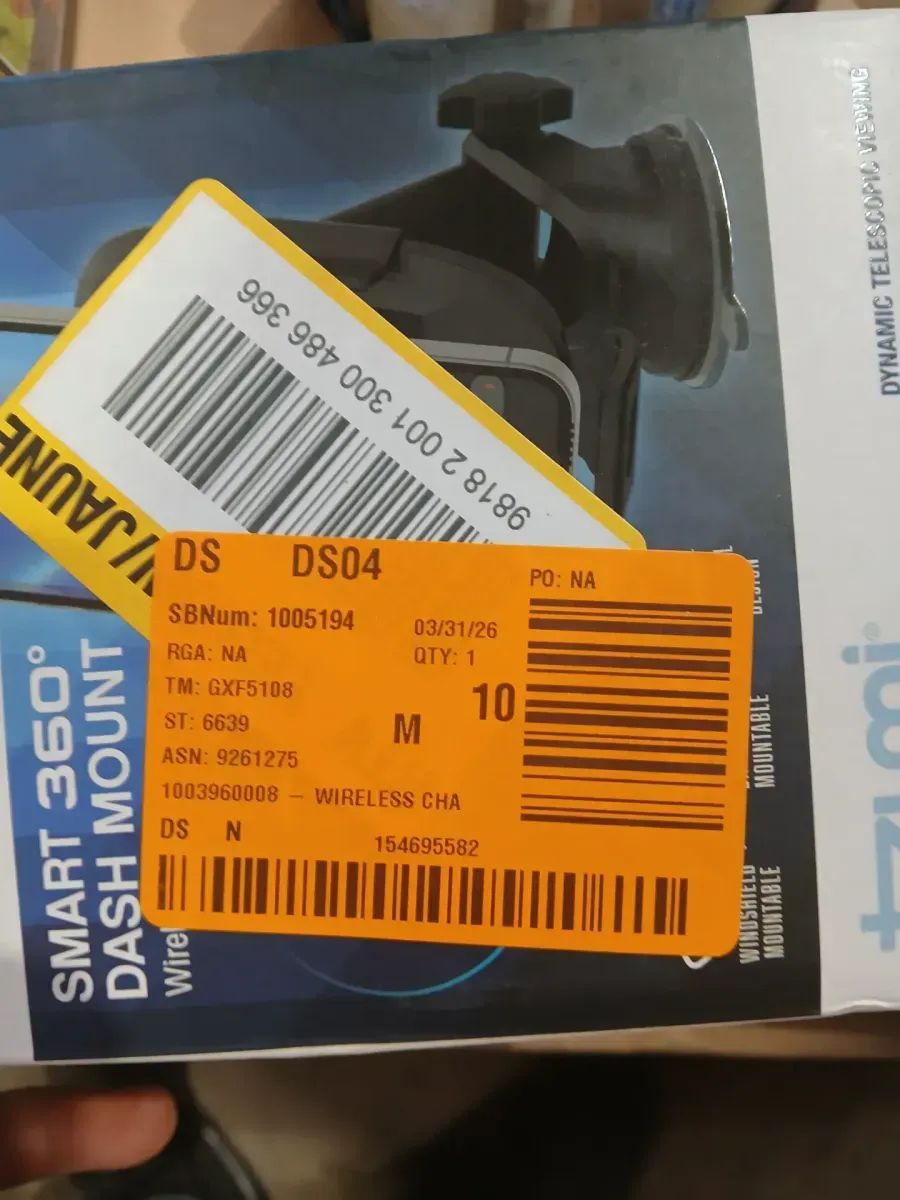 DS DS04
PO: NA
SBNum: 1005194
03/31/26
RGA: NA
QTY: 1
TM: GXF5108
10
ST: 6639
M
ASN: 9261275
1003960008 – WIRELESS CHA
DS N
154695582
9818 2 001 300 486 366
/JAUNE
SMART 360°
DASH MOUNT
DYNAMIC TELESCOPIC VIEWING
MOUNTABLE
WINDSHIELD
MOUNTABLE
tzumi®